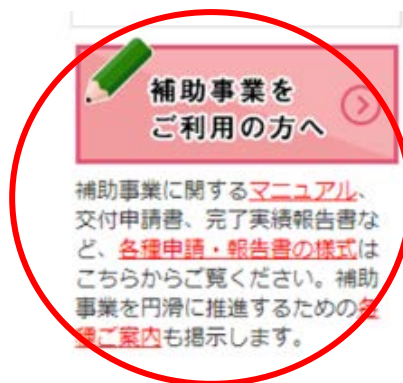 補助事業を
ご利用の方へ
補助事業に関するマニュアル、
交付申請書、完了実績報告書な
ど、各種申請・報告書の様式は
こちらからご覧ください。補助
事業を円滑に推進するための各
種ご案内も掲示します。